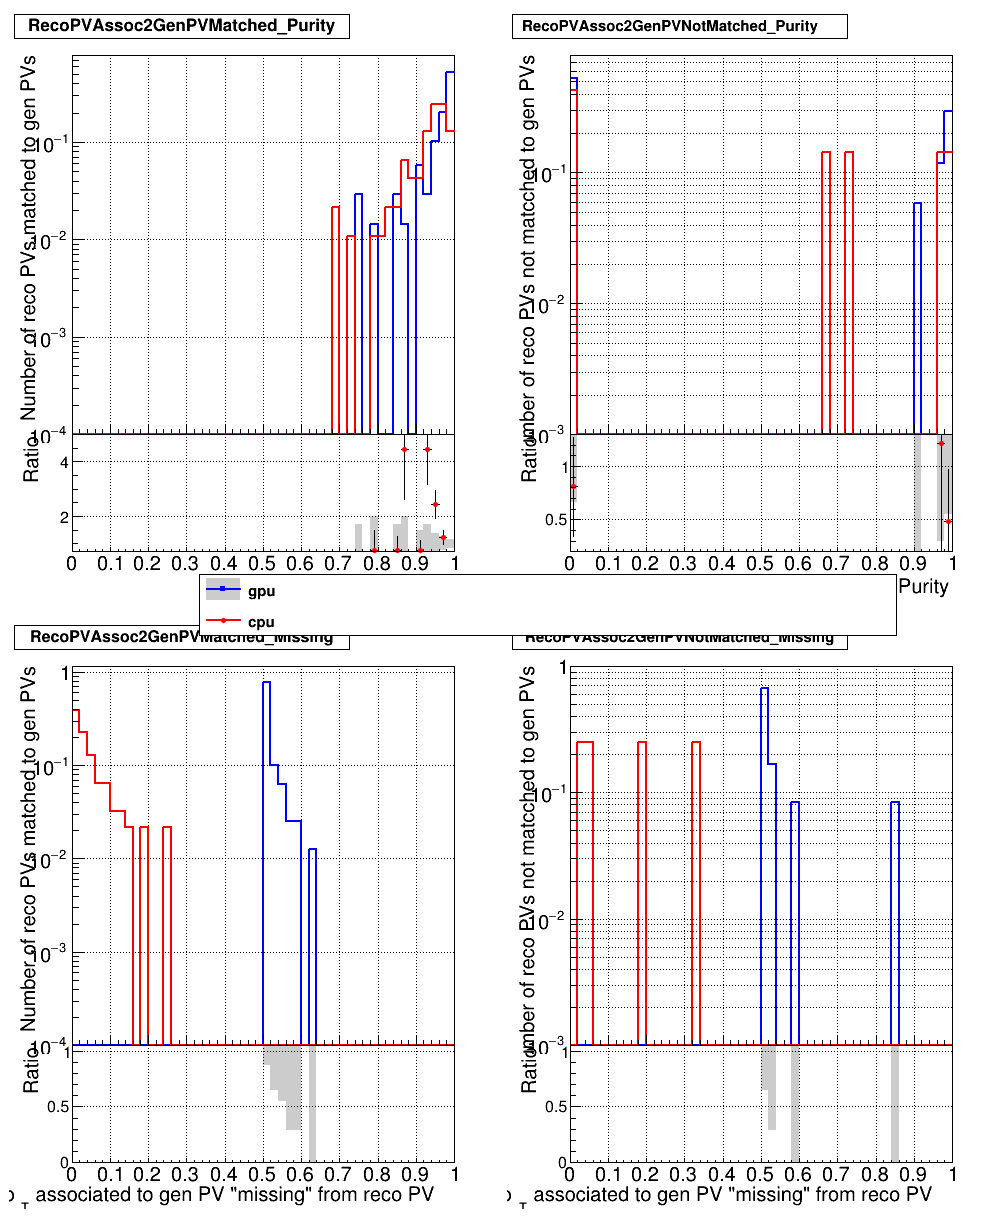 RecoPVAssoc2GenPVMatched_Purity
RecoPVAssoc2GenPVNotMatched_Purity
Number of reco PVs matched to gen PVs
10−1
10−2
10−3
10−4
Ratio
4
2
0 0.1 0.2 0.3 0.4 0.5 0.6 0.7 0.8 0.9 1
umber of reco PVs not matcched to gen PVs
10−1
10−2
10−3
Ratio
1
0.5
0 0.1 0.2 0.3 0.4 0.5 0.6 0.7 0.8 0.9 1
Purity
gpu
cpu
RecoPVAssoc2GenPVMatched_Missing
RecoPVAssoc2GenPVNotMatched_Missing
Number of reco PVs matched to gen PVs
1
10−1
10−2
10−3
10−4
Ratio
1
0.5
0
0 0.1 0.2 0.3 0.4 0.5 0.6 0.7 0.8 0.9 1
T associated to gen PV "missing" from reco PV
umber of reco PVs not matcched to gen PVs
1
10−1
10−2
10−3
Ratio
1
0.5
0
0 0.1 0.2 0.3 0.4 0.5 0.6 0.7 0.8 0.9 1
T associated to gen PV "missing" from reco PV